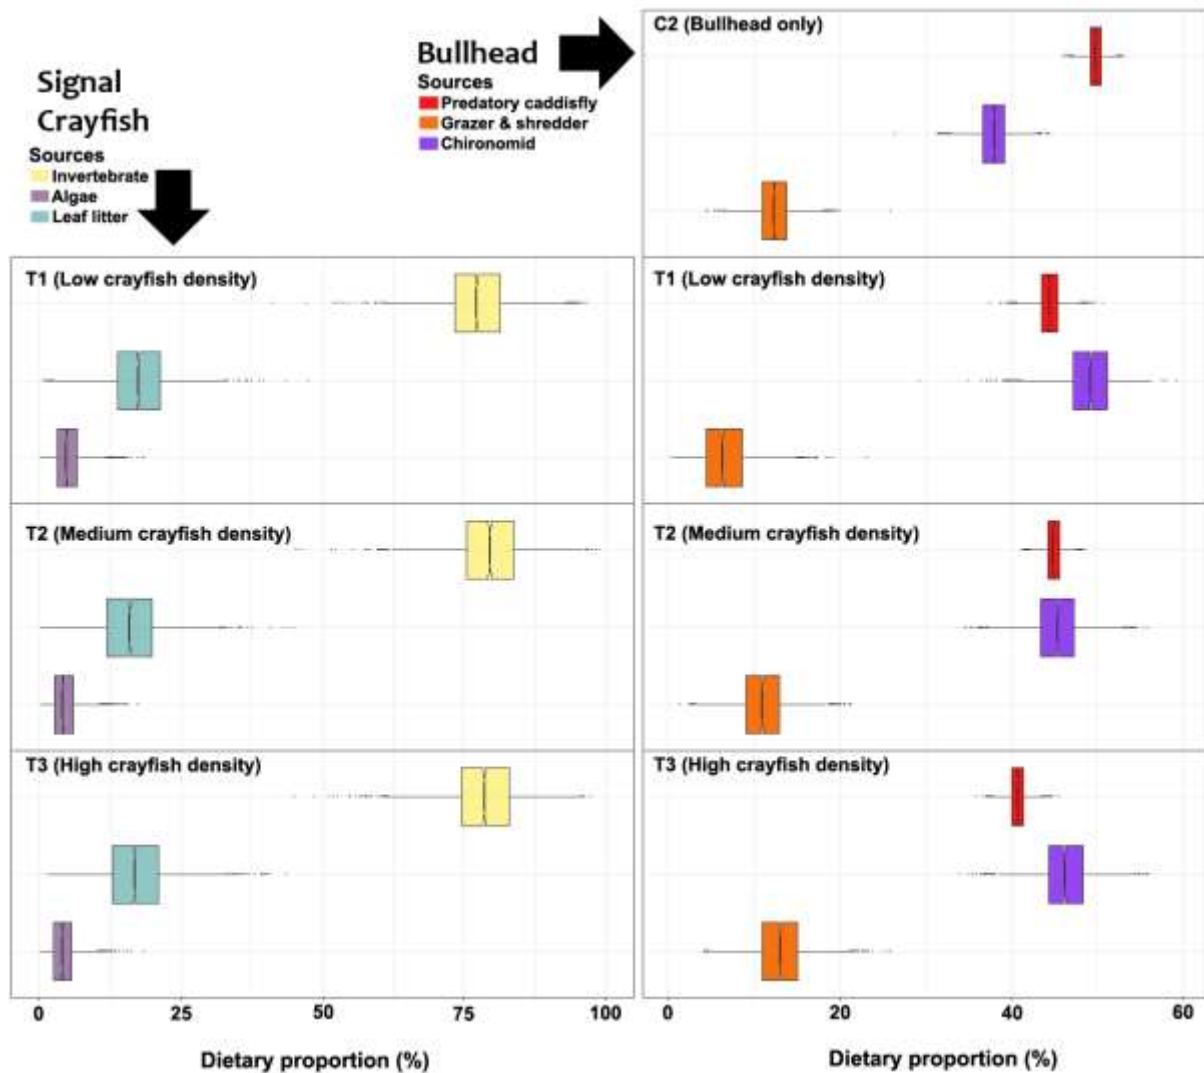 Signal
Crayfish
Sources
Invertebrate
Algae
Leaf litter
Bullhead
Sources
Predatory caddisfly
Grazer & shredder
Chironomid
C2 (Bullhead only)
T1 (Low crayfish density)
T1 (Low crayfish density)
T2 (Medium crayfish density)
T2 (Medium crayfish density)
T3 (High crayfish density)
T3 (High crayfish density)
0 25 50 75 100
0 20 40 60
Dietary proportion (%)
Dietary proportion (%)